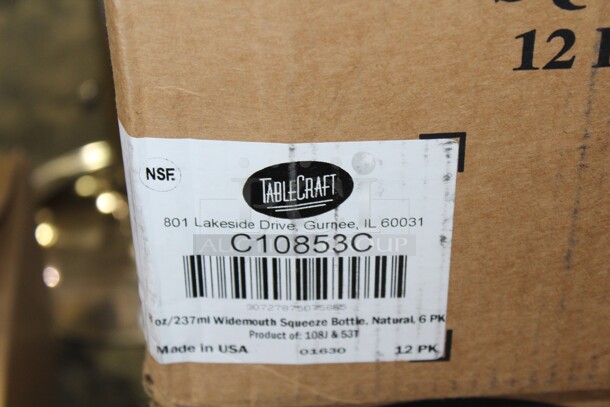 12
NSF.
TABLECRAFT
801 Lakeside Drive, Gurnee, IL 60031
C10853C
oz/237ml Widemouth Squeeze Bottle, Natural, 6 PK
Product of: 108J & 53T
Made in USA 01630 12 PK